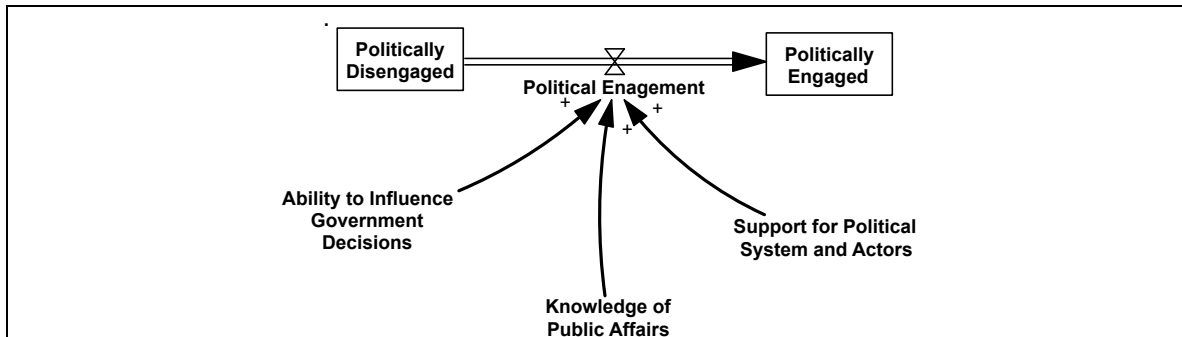 Politically
Disengaged
Politically
Engaged
Political Enagement
+
+
+
Ability to Influence
Government
Decisions
Support for Political
System and Actors
Knowledge of
Public Affairs